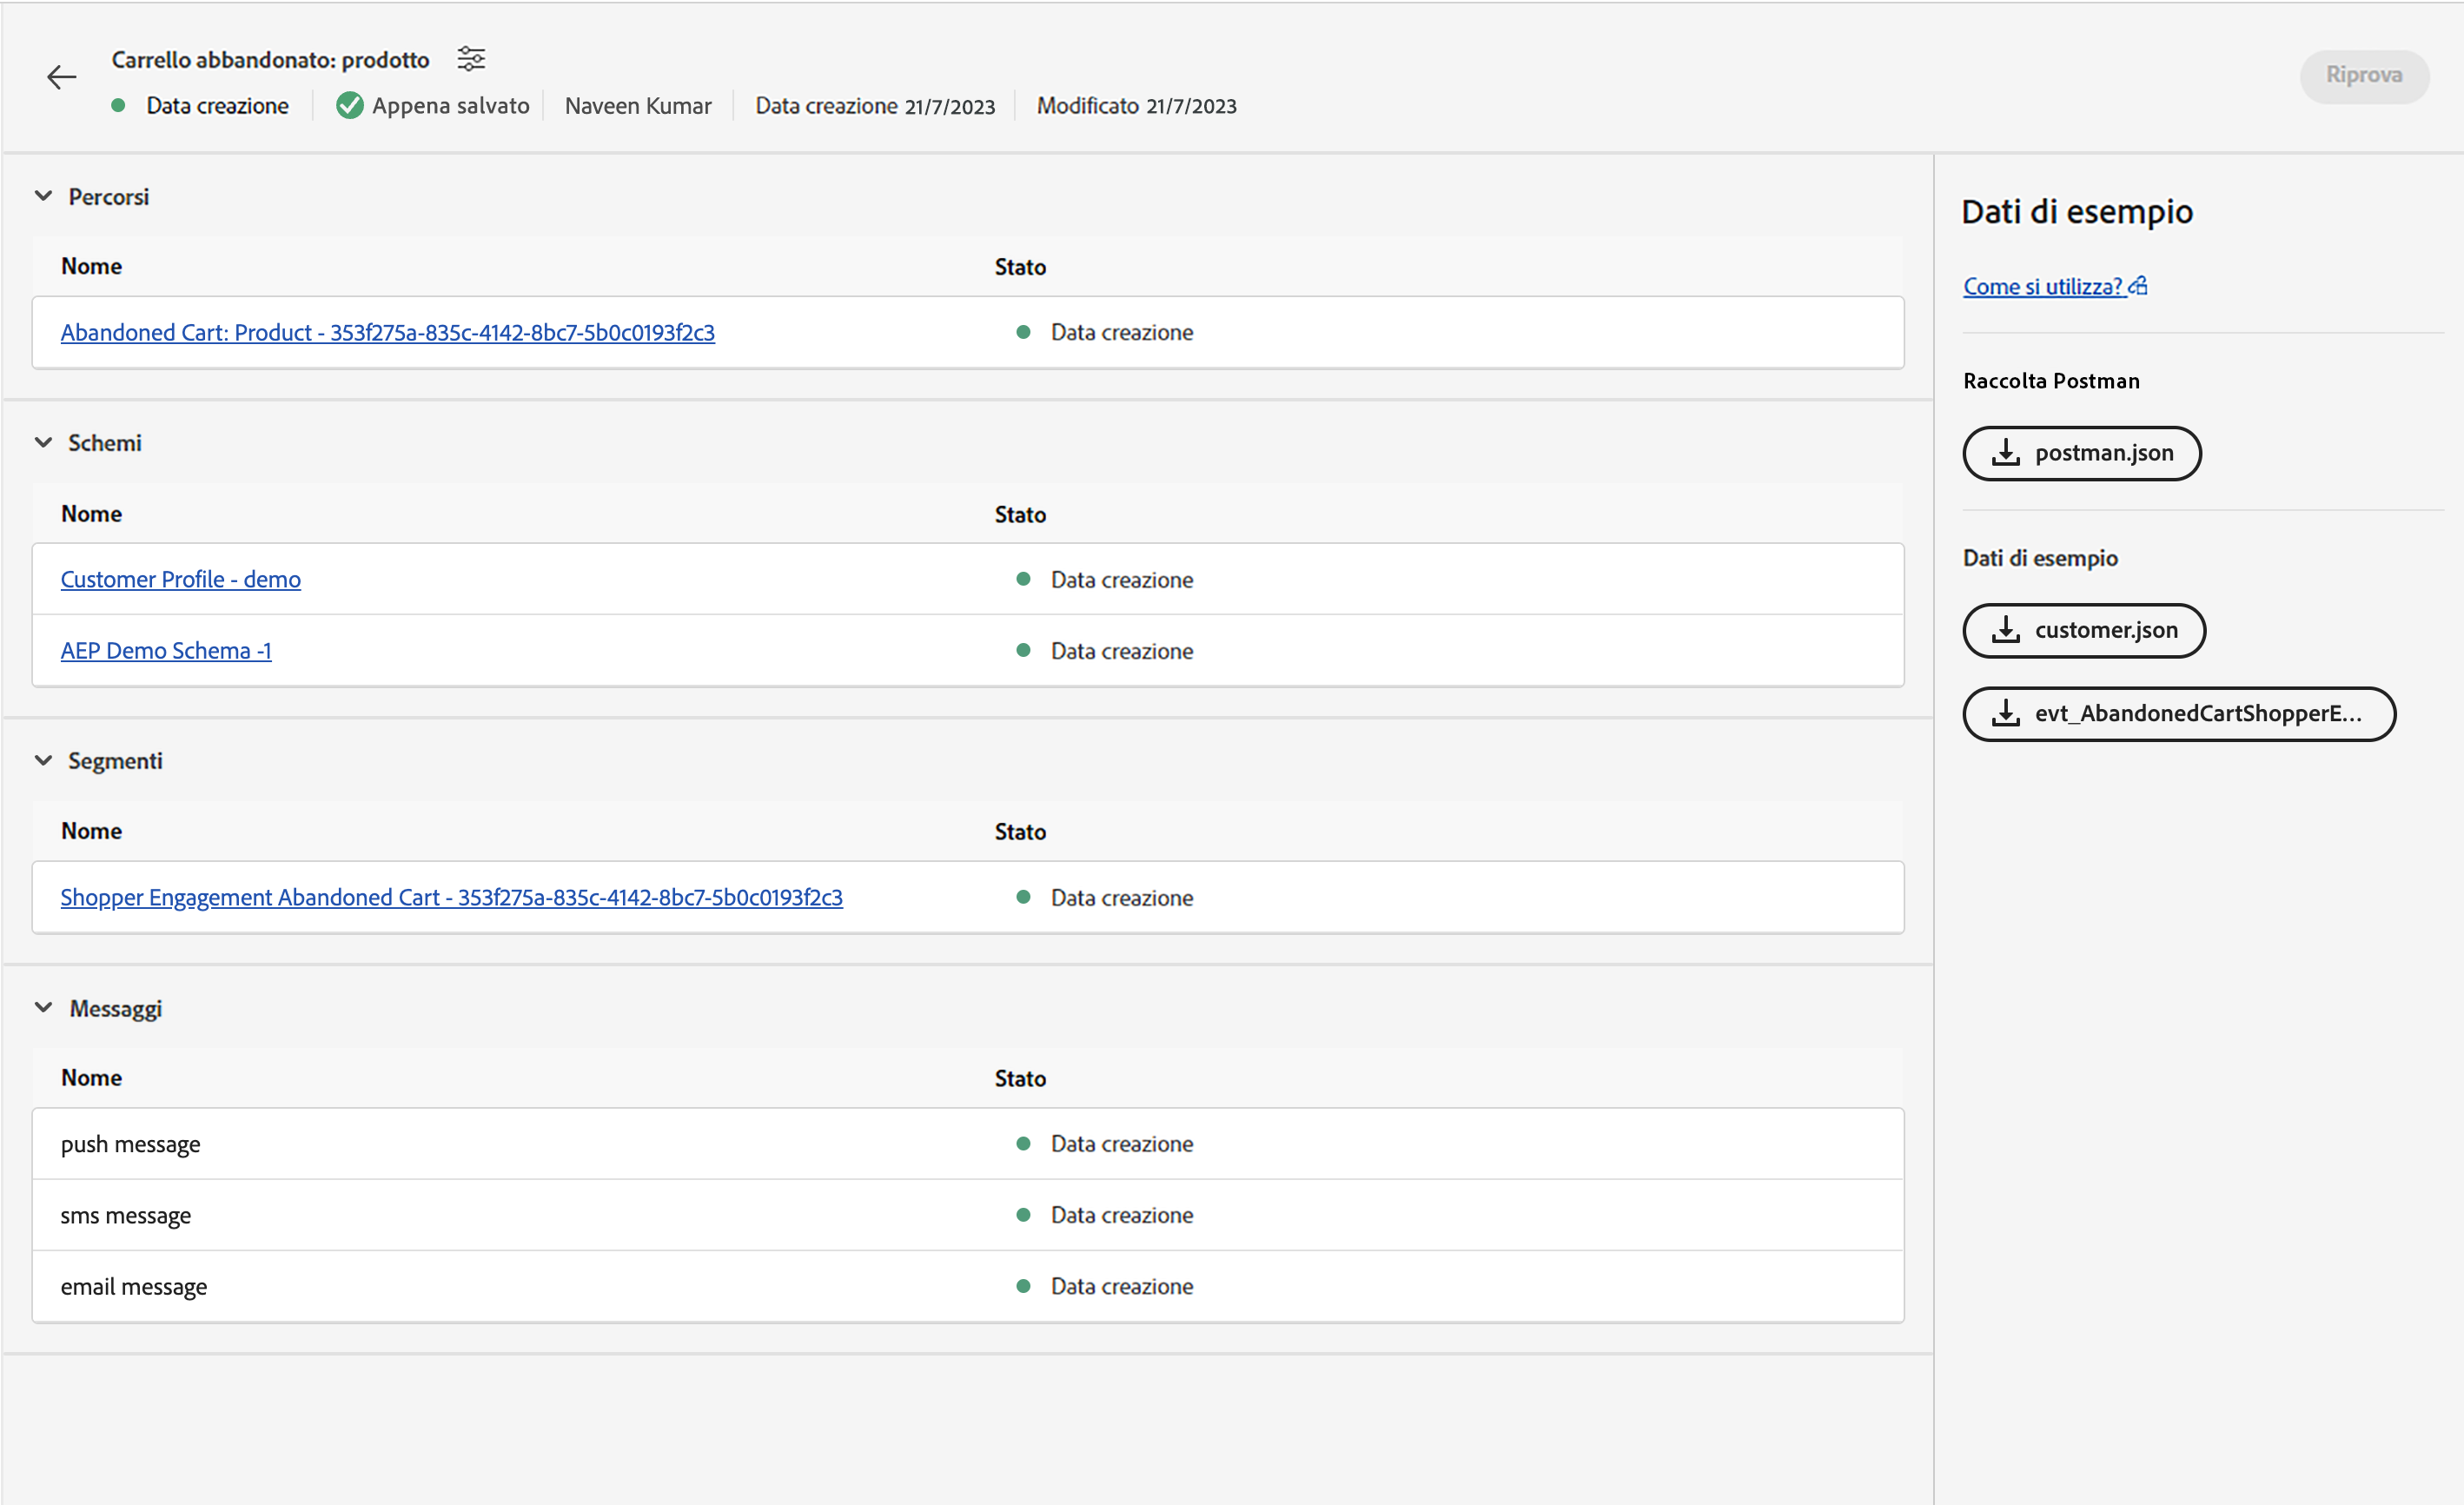 Carrello abbandonato: prodotto
Data creazione Appena salvato Naveen Kumar Data creazione 21/7/2023 Modificato 21/7/2023
Riprova
Percorsi
Nome Stato
Abandoned Cart: Product - 353f275a-835c-4142-8bc7-5b0c0193f2c3 Data creazione
Schemi
Nome Stato
Customer Profile - demo Data creazione
AEP Demo Schema -1 Data creazione
Segmenti
Nome Stato
Shopper Engagement Abandoned Cart - 353f275a-835c-4142-8bc7-5b0c0193f2c3 Data creazione
Messaggi
Nome Stato
push message Data creazione
sms message Data creazione
email message Data creazione
Dati di esempio
Come si utilizza?
Raccolta Postman
postman.json
Dati di esempio
customer.json
evt_AbandonedCartShopperE...